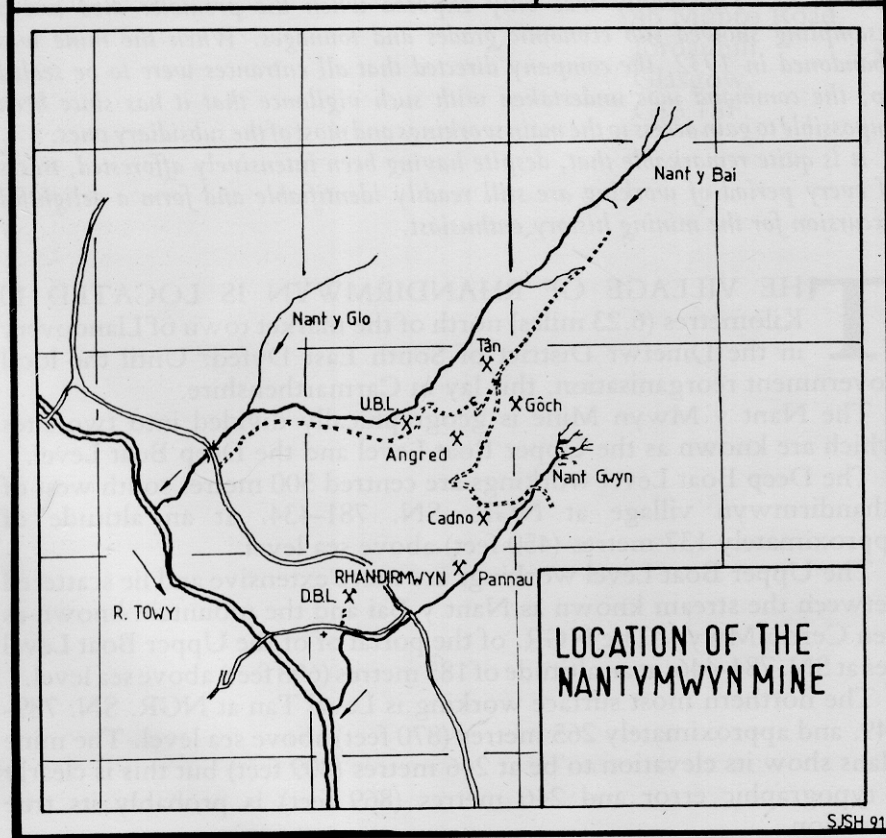 Nant y Bai
Nant y Glo
Tân
U.B.L
Gôch
Angred
Nant Gwyn
Cadno
RHANDIRMWYN
Pannau
D.B.L
R. TOWY
LOCATION OF THE
NANTYMWYN MINE
SJSH 91